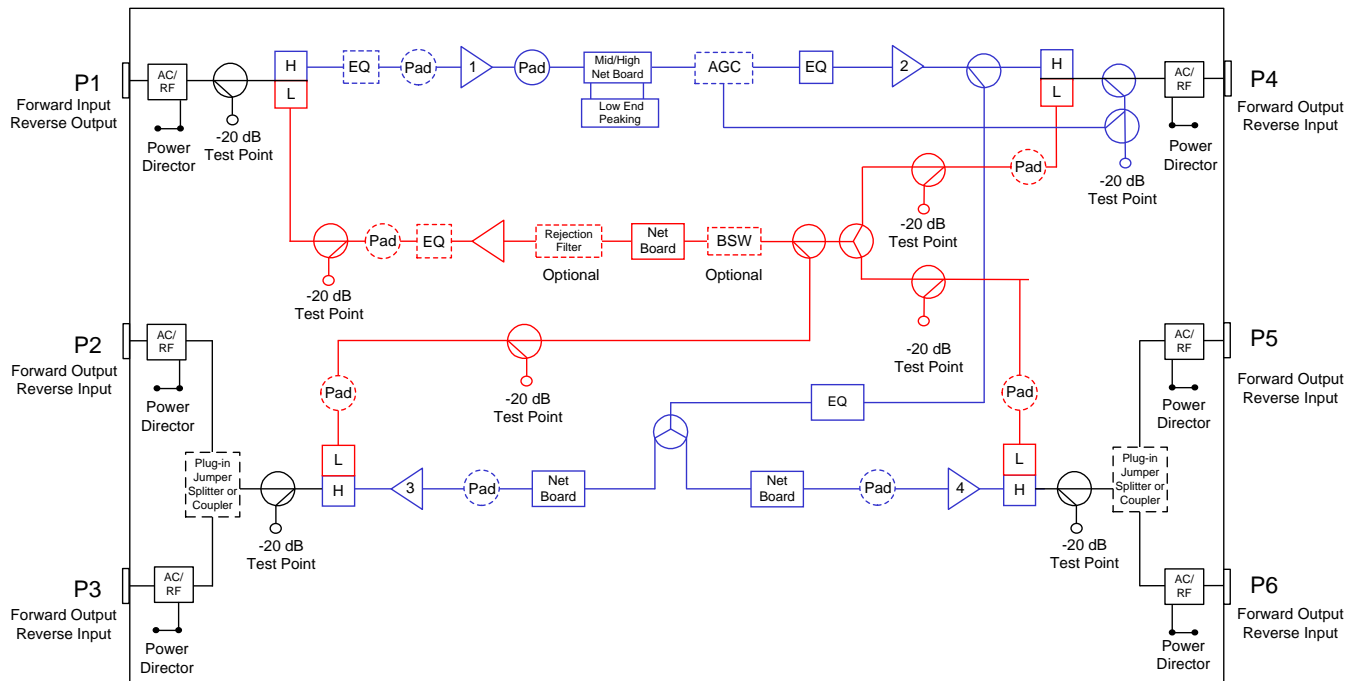 P1
Forward Input
Reverse Output
AC/
RF
Power
Director
-20 dB
Test Point
H
L
EQ
Pad
1
Pad
Mid/High
Net Board
Low End
Peaking
AGC
EQ
2
H
L
-20 dB
Test Point
AC/
RF
Power
Director
P4
Forward Output
Reverse Input
Pad
-20 dB
Test Point
-20 dB
Test Point
Pad
EQ
Rejection
Filter
Optional
Net
Board
BSW
Optional
-20 dB
Test Point
P2
Forward Output
Reverse Input
AC/
RF
Power
Director
Pad
-20 dB
Test Point
EQ
Pad
AC/
RF
Power
Director
P5
Forward Output
Reverse Input
Plug-in
Jumper
Splitter or
Coupler
-20 dB
Test Point
L
H
3
Pad
Net
Board
Net
Board
Pad
4
L
H
-20 dB
Test Point
Plug-in
Jumper
Splitter or
Coupler
P3
Forward Output
Reverse Input
AC/
RF
Power
Director
AC/
RF
Power
Director
P6
Forward Output
Reverse Input